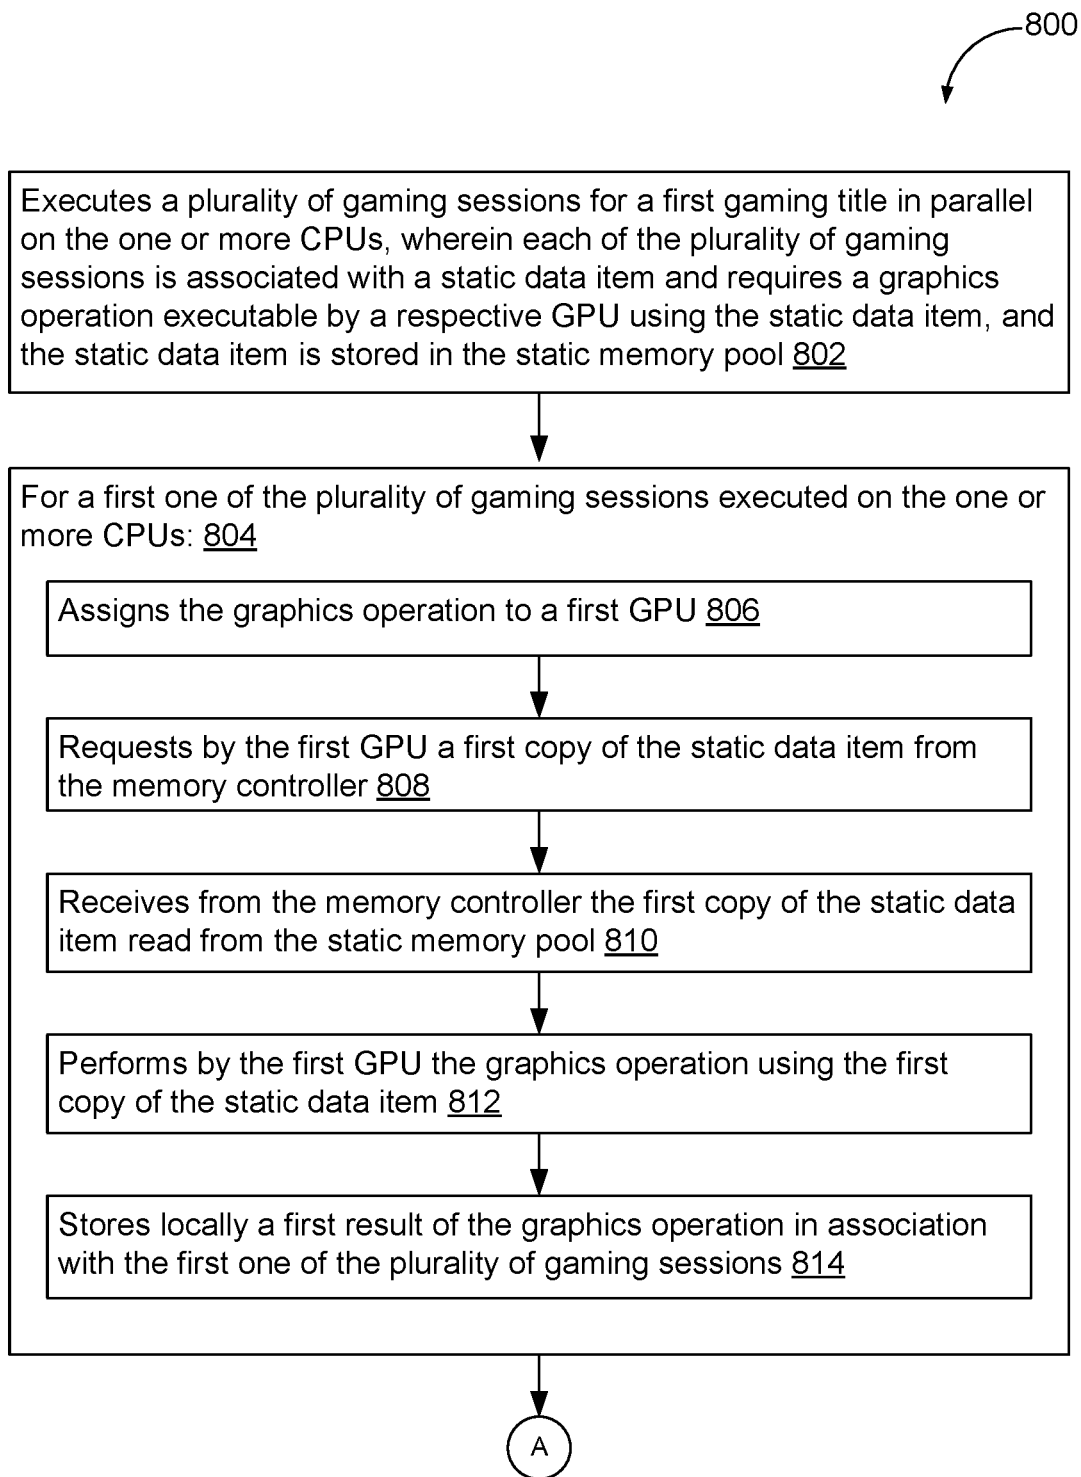 800
Executes a plurality of gaming sessions for a first gaming title in parallel
on the one or more CPUs, wherein each of the plurality of gaming
sessions is associated with a static data item and requires a graphics
operation executable by a respective GPU using the static data item, and
the static data item is stored in the static memory pool 802
For a first one of the plurality of gaming sessions executed on the one or
more CPUs: 804
Assigns the graphics operation to a first GPU 806
Requests by the first GPU a first copy of the static data item from
the memory controller 808
Receives from the memory controller the first copy of the static data
item read from the static memory pool 810
Performs by the first GPU the graphics operation using the first
copy of the static data item 812
Stores locally a first result of the graphics operation in association
with the first one of the plurality of gaming sessions 814
A